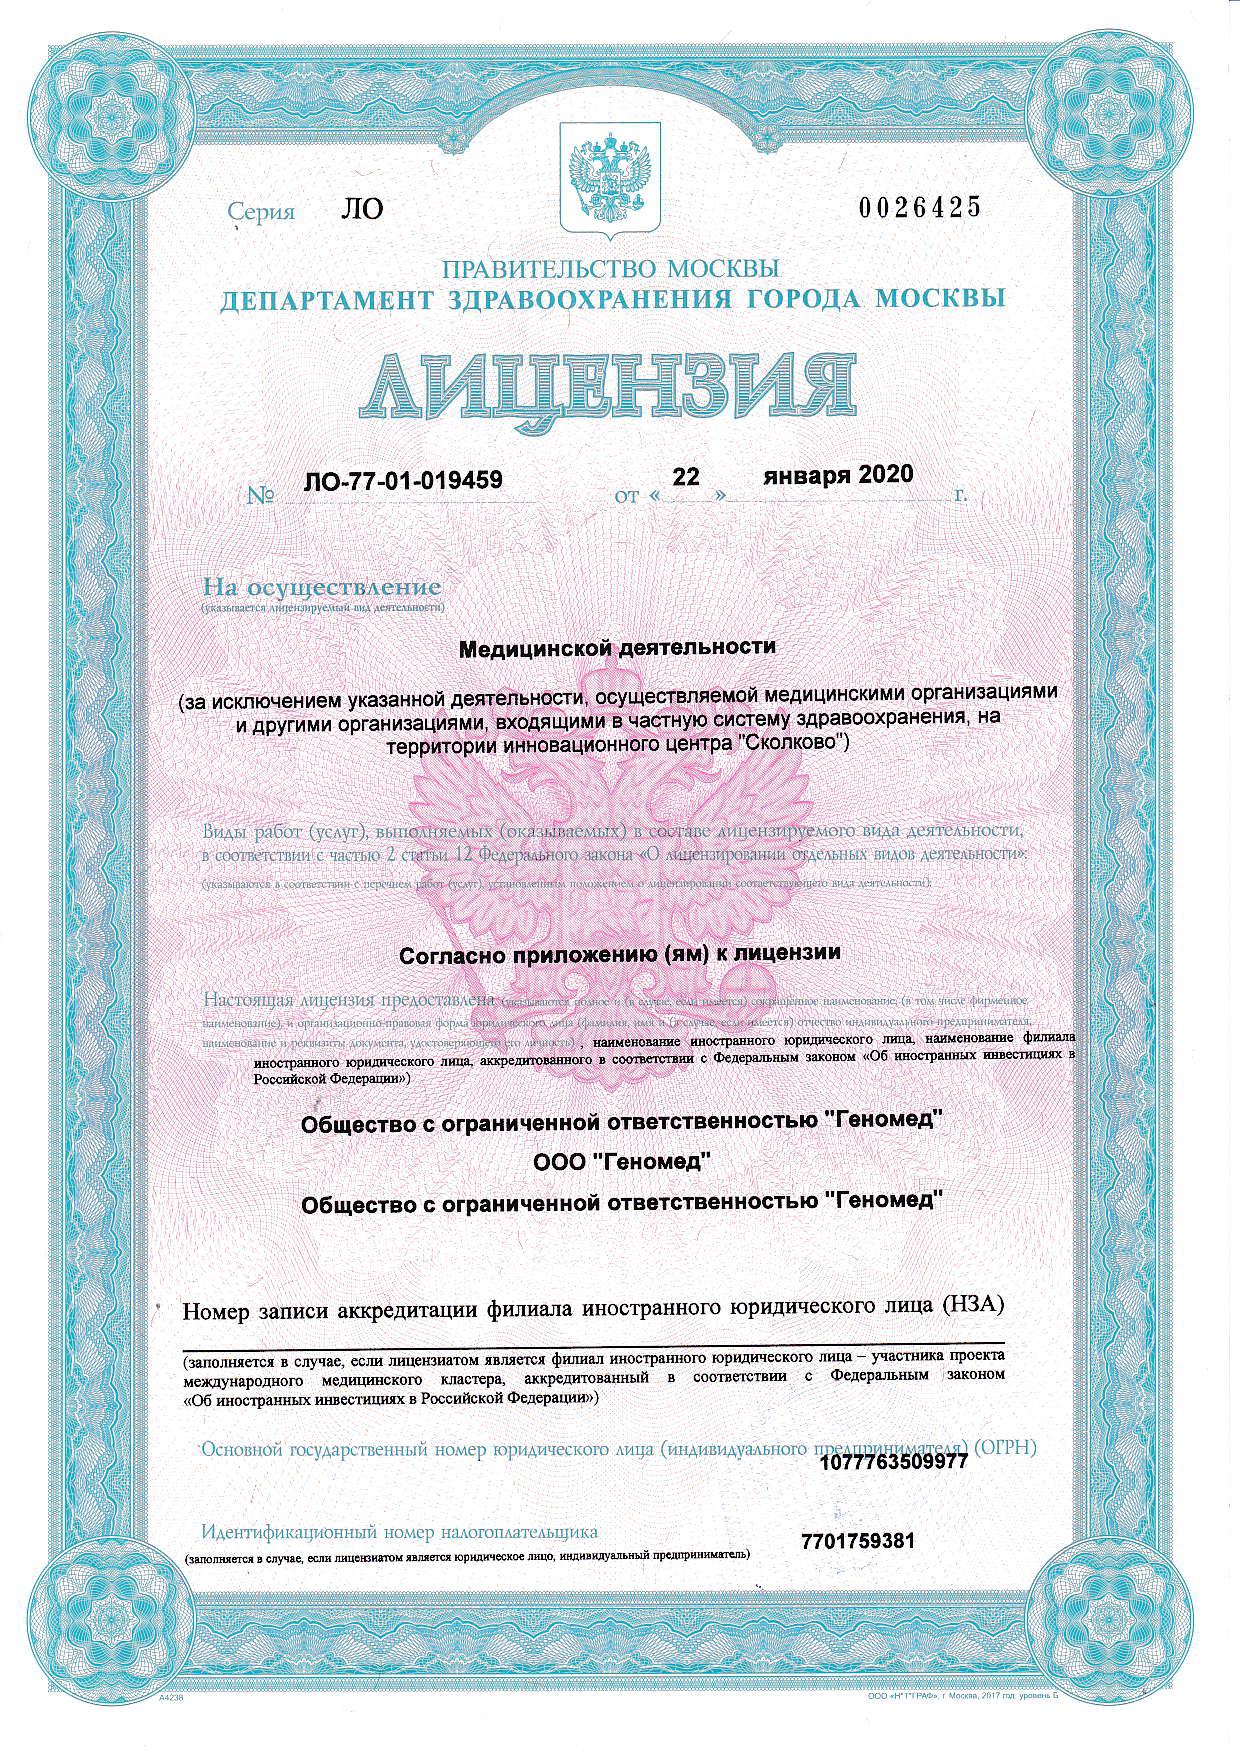 Серия ЛО 0026425
ПРАВИТЕЛЬСТВО МОСКВЫ
ДЕПАРТАМЕНТ ЗДРАВООХРАНЕНИЯ ГОРОДА МОСКВЫ
ЛИЦЕНЗИЯ
№ ЛО-77-01-019459 от « 22 » января 2020 г.
На осуществление
(указывается лицензируемый вид деятельности)
Медицинской деятельности
(за исключением указанной деятельности, осуществляемой медицинскими организациями
и другими организациями, входящими в частную систему здравоохранения, на
территории инновационного центра "Сколково")
Виды работ (услуг), выполняемых (оказываемых) в составе лицензируемого вида деятельности,
в соответствии с частью 2 статьи 12 Федерального закона «О лицензировании отдельных видов деятельности»:
(указываются в соответствии с перечнем работ (услуг), установленным положением о лицензировании соответствующего вида деятельности):
Согласно приложению (ям) к лицензии
Настоящая лицензия предоставлена (указываются полное и (в случае, если имеется) сокращенное наименование, (в том числе фирменное
наименование), и организационно-правовая форма юридического лица (фамилия, имя и (в случае, если имеется) отчество индивидуального предпринимателя,
наименование и реквизиты документа, удостоверяющего его личность) , наименование иностранного юридического лица, наименование филиала
иностранного юридического лица, аккредитованного в соответствии с Федеральным законом «Об иностранных инвестициях в
Российской Федерации»)
Общество с ограниченной ответственностью "Геномед"
ООО "Геномед"
Общество с ограниченной ответственностью "Геномед"
Номер записи аккредитации филиала иностранного юридического лица (НЗА)
(заполняется в случае, если лицензиатом является филиал иностранного юридического лица – участника проекта
международного медицинского кластера, аккредитованный в соответствии с Федеральным законом
«Об иностранных инвестициях в Российской Федерации»)
Основной государственный номер юридического лица (индивидуального предпринимателя) (ОГРН)
1077763509977
Идентификационный номер налогоплательщика 7701759381
(заполняется в случае, если лицензиатом является юридическое лицо, индивидуальный предприниматель)
А4238 ООО «Н*Т*ГРАФ», г. Москва, 2017 год, уровень Б